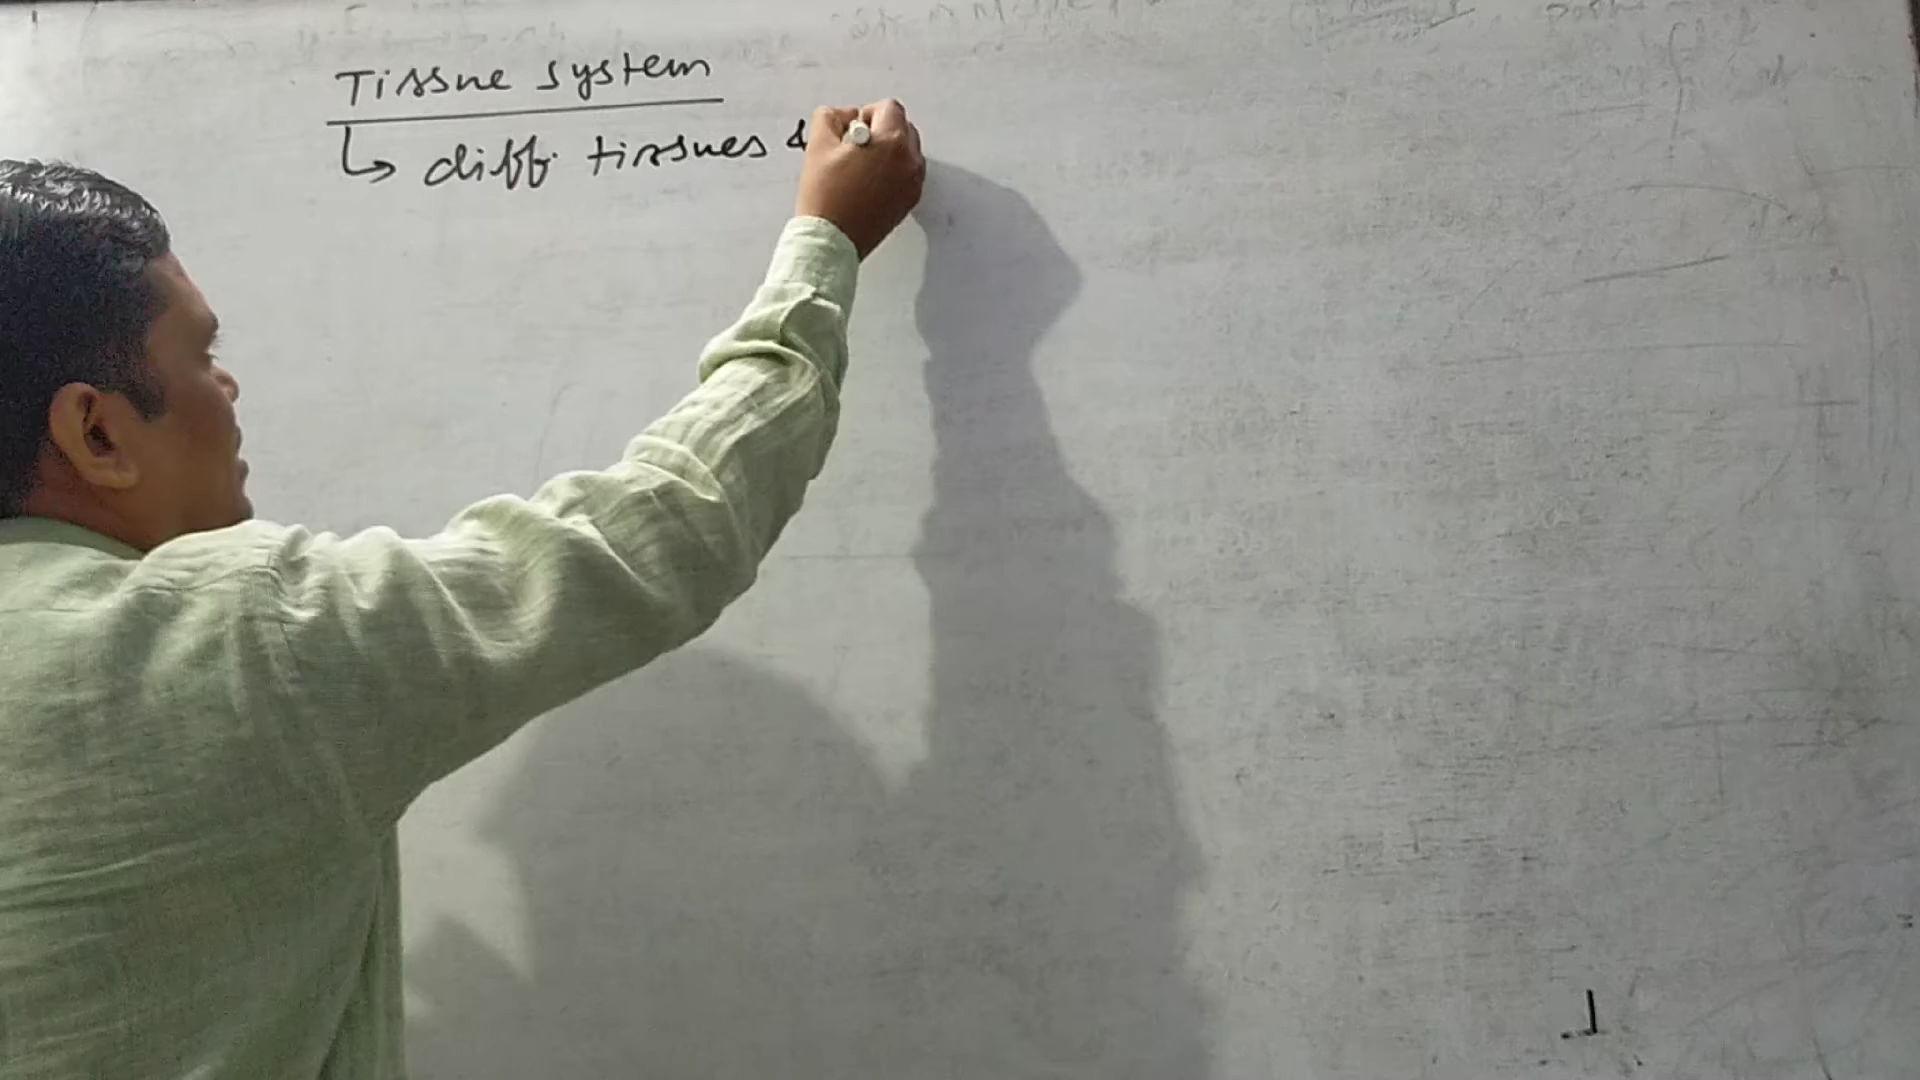 Tissue system
↳ diff. tissues &